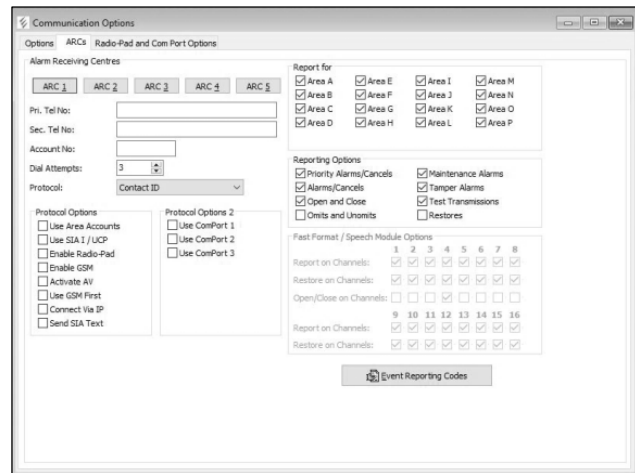 Communication Options
Options ARCs Radio-Pad and Com Port Options
Alarm Receiving Centres
ARC 1 ARC 2 ARC 3 ARC 4 ARC 5
Pri. Tel No:
Sec. Tel No:
Account No:
Dial Attempts: 3
Protocol: Contact ID
Protocol Options
Use Area Accounts
Use SIA I / UCP
Enable Radio-Pad
Enable GSM
Activate AV
Use GSM First
Connect Via IP
Send SIA Text
Protocol Options 2
Use ComPort 1
Use ComPort 2
Use ComPort 3
Report for
Area A Area E Area I Area M
Area B Area F Area J Area N
Area C Area G Area K Area O
Area D Area H Area L Area P
Reporting Options
Priority Alarms/Cancels Maintenance Alarms
Alarms/Cancels Tamper Alarms
Open and Close Test Transmissions
Omits and Unomits Restores
Fast Format / Speech Module Options
1 2 3 4 5 6 7 8
Report on Channels:
Restore on Channels:
Open/Close on Channels:
9 10 11 12 13 14 15 16
Report on Channels:
Restore on Channels:
Event Reporting Codes